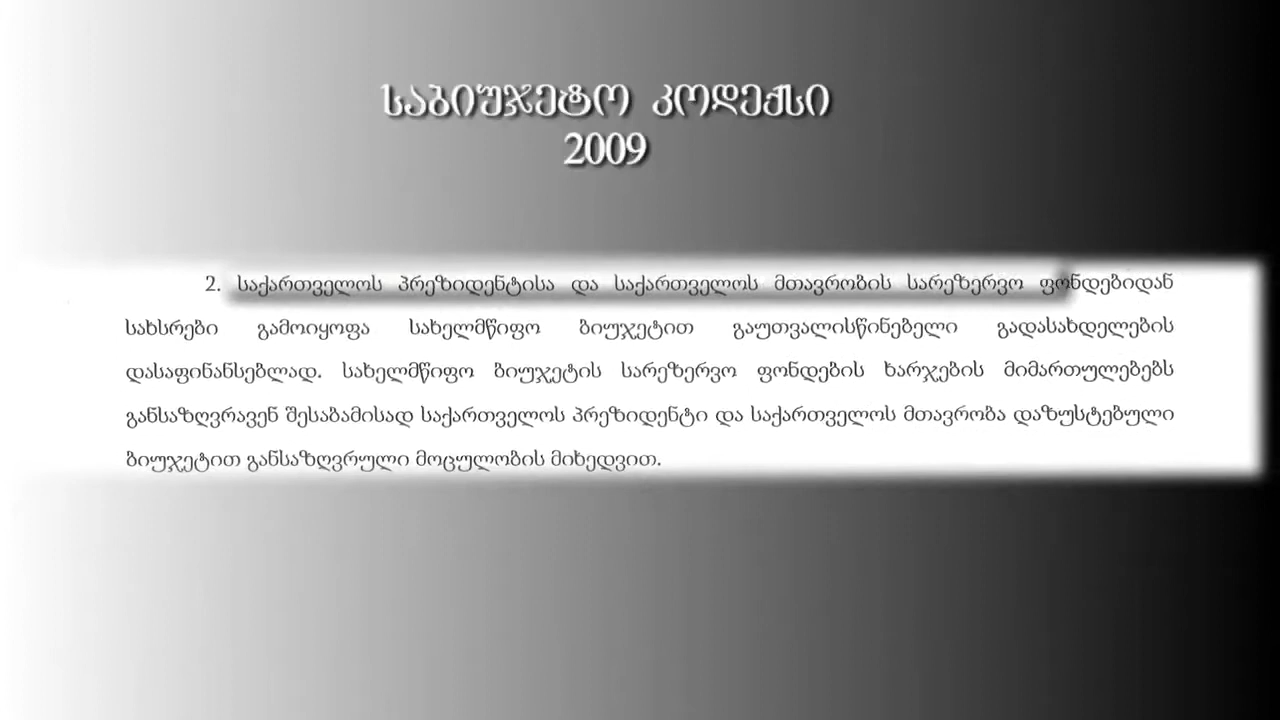 საბიუჯეტო კოდექსი
2009
2. საქართველოს პრეზიდენტისა და საქართველოს მთავრობის სარეზერვო ფონდებიდან
სახსრები გამოიყოფა სახელმწიფო ბიუჯეტით გაუთვალისწინებელი გადასახდელების
დასაფინანსებლად. სახელმწიფო ბიუჯეტის სარეზერვო ფონდების ხარჯების მიმართულებებს
განსაზღვრავენ შესაბამისად საქართველოს პრეზიდენტი და საქართველოს მთავრობა დაზუსტებული
ბიუჯეტით განსაზღვრული მოცულობის მიხედვით.